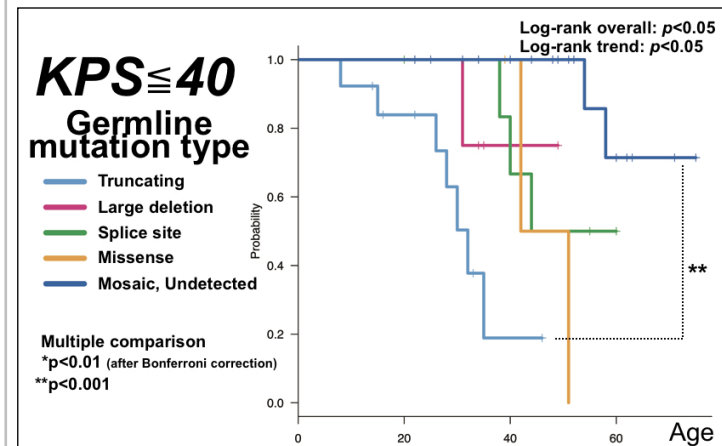 Log-rank overall: p<0.05
Log-rank trend: p<0.05
KPS≦40
Germline
mutation type
Truncating
Large deletion
Splice site
Missense
Mosaic, Undetected
Multiple comparison
*p<0.01 (after Bonferroni correction)
**p<0.001
Probability
1.0
0.8
0.6
0.4
0.2
0.0
**
0 20 40 60 Age